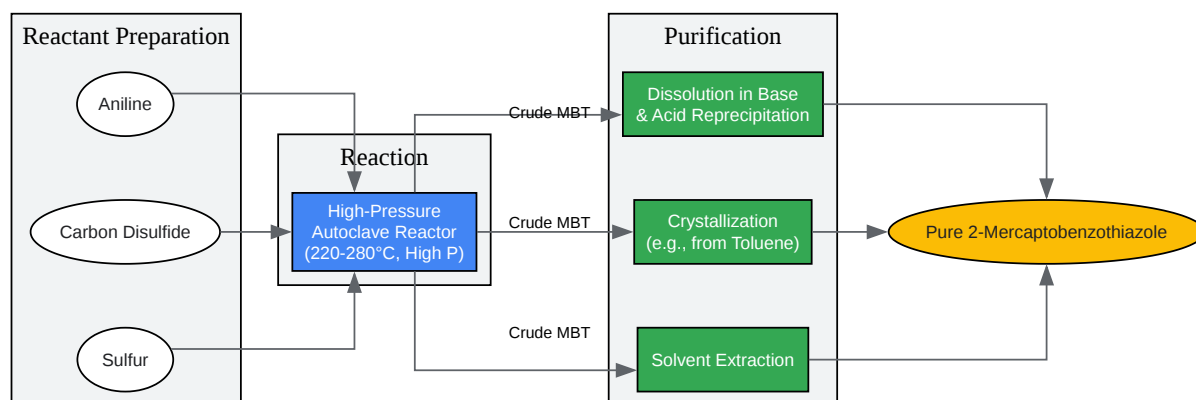 Reactant Preparation
Aniline
Carbon Disulfide
Sulfur
Reaction
High-Pressure
Autoclave Reactor
(220-280°C, High P)
Crude MBT
Crude MBT
Crude MBT
Purification
Dissolution in Base
& Acid Reprecipitation
Crystallization
(e.g., from Toluene)
Solvent Extraction
Pure 2-Mercaptobenzothiazole